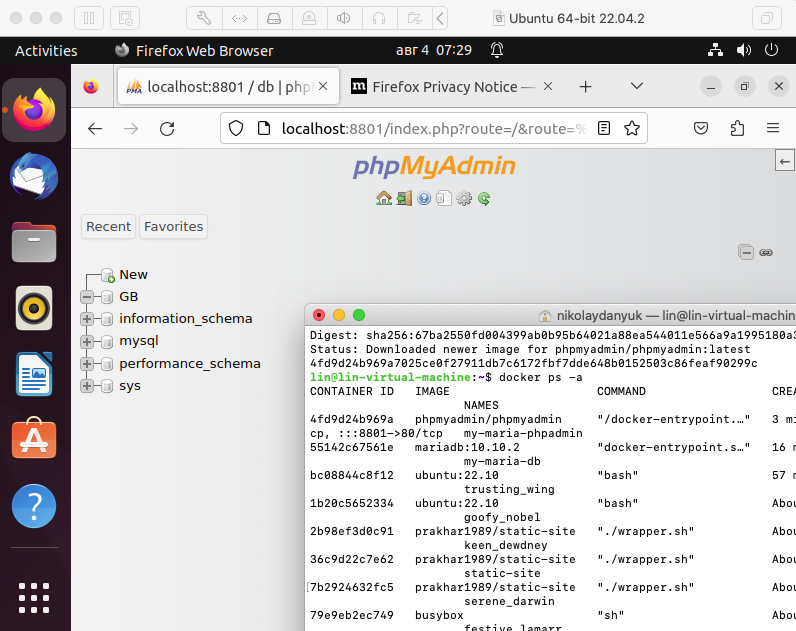 Ubuntu 64-bit 22.04.2
Activities
Firefox Web Browser
авг 4 07:29
PMA
localhost:8801 / db | php
m
Firefox Privacy Notice —
localhost:8801/index.php?route=/&route=%
phpMyAdmin
Recent
Favorites
New
GB
information_schema
mysql
performance_schema
sys
nikolaydanyuk — lin@lin-virtual-machin
Digest: sha256:67ba2550fd004399ab0b95b64021a88ea544011e566a9a1995180a3
Status: Downloaded newer image for phpmyadmin/phpmyadmin:latest
4fd9d24b969a7025ce0f27911db7c6172fbf7dde648b0152503c86feaf90299c
lin@lin-virtual-machine:~$ docker ps -a
CONTAINER ID IMAGE COMMAND CREA
NAMES
4fd9d24b969a phpmyadmin/phpmyadmin "/docker-entrypoint.…" 3 mi
cp, :::8801->80/tcp my-maria-phpadmin
55142c67561e mariadb:10.10.2 "docker-entrypoint.s…" 16 m
my-maria-db
bc08844c8f12 ubuntu:22.10 "bash" 57 m
trusting_wing
1b20c5652334 ubuntu:22.10 "bash" Abou
goofy_nobel
2b98ef3d0c91 prakhar1989/static-site "./wrapper.sh" Abou
keen_dewdney
36c9d22c7e62 prakhar1989/static-site "./wrapper.sh" Abou
static-site
7b2924632fc5 prakhar1989/static-site "./wrapper.sh" Abou
serene_darwin
79e9eb2ec749 busybox "sh" Abou
festive_lamarr